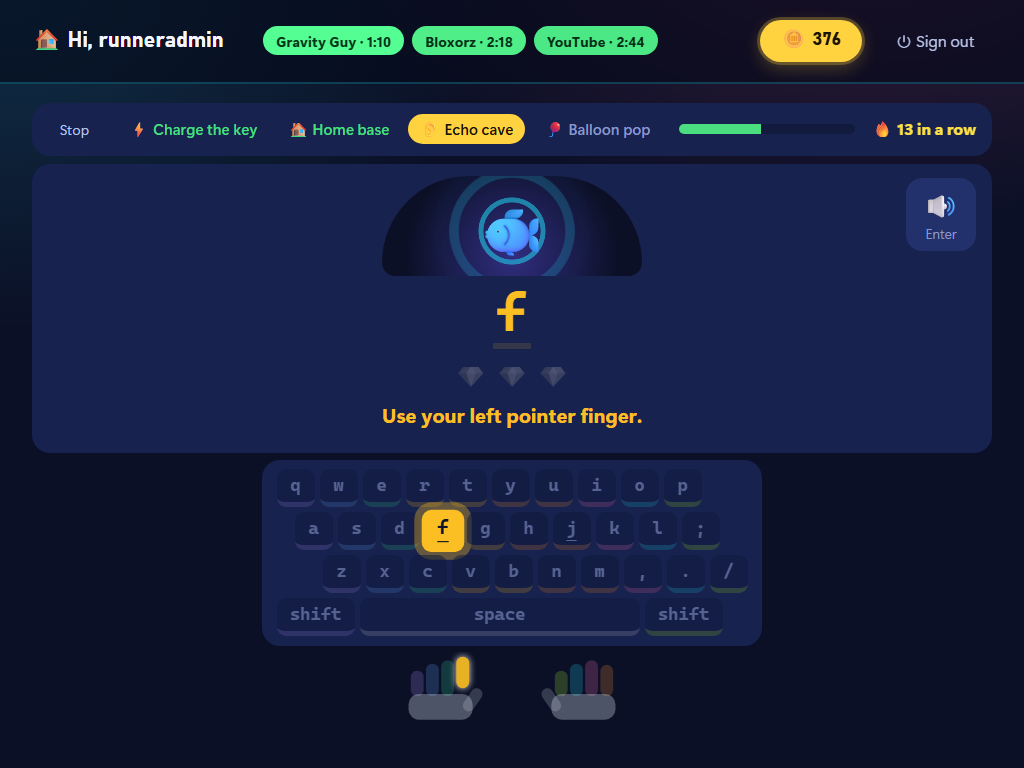 Hi, runneradmin
Gravity Guy · 1:10
Bloxorz · 2:18
YouTube · 2:44
376
Sign out
Stop
Charge the key
Home base
Echo cave
Balloon pop
13 in a row
Enter
f
Use your left pointer finger.
q w e r t y u i o p
a s d f g h j k l ;
z x c v b n m , . /
shift space shift